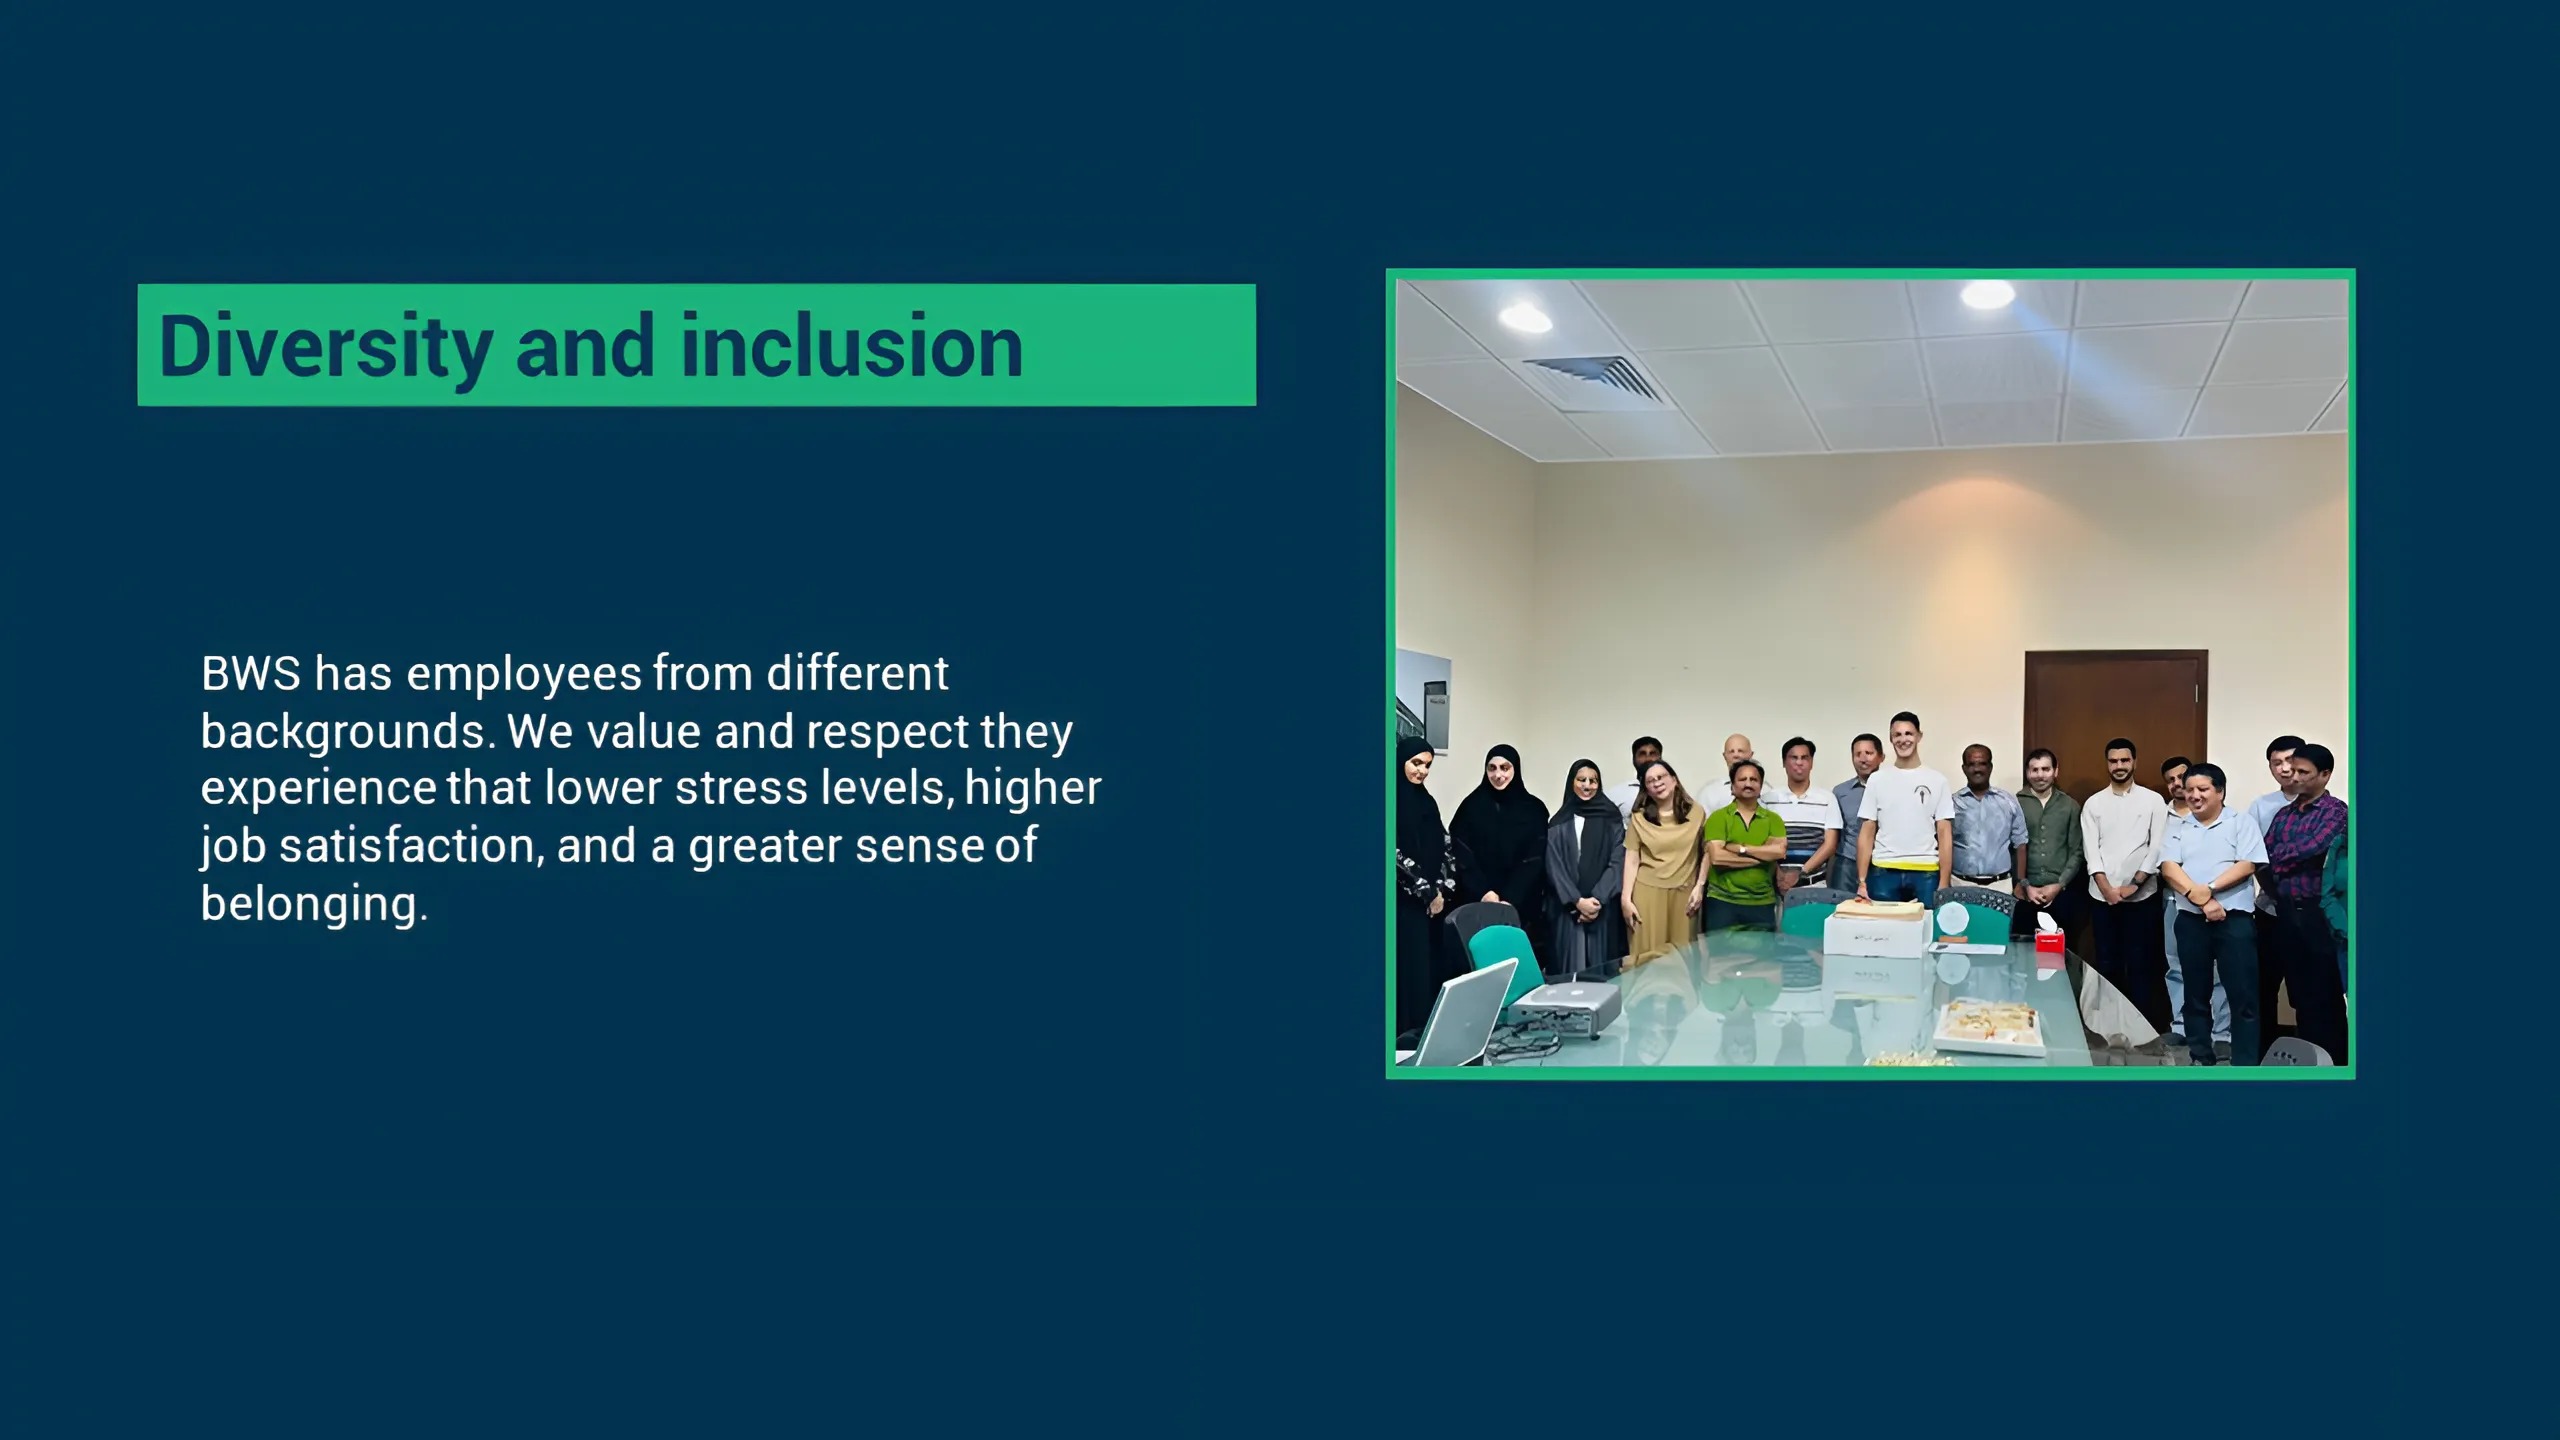 Diversity and inclusion
BWS has employees from different
backgrounds. We value and respect they
experience that lower stress levels, higher
job satisfaction, and a greater sense of
belonging.